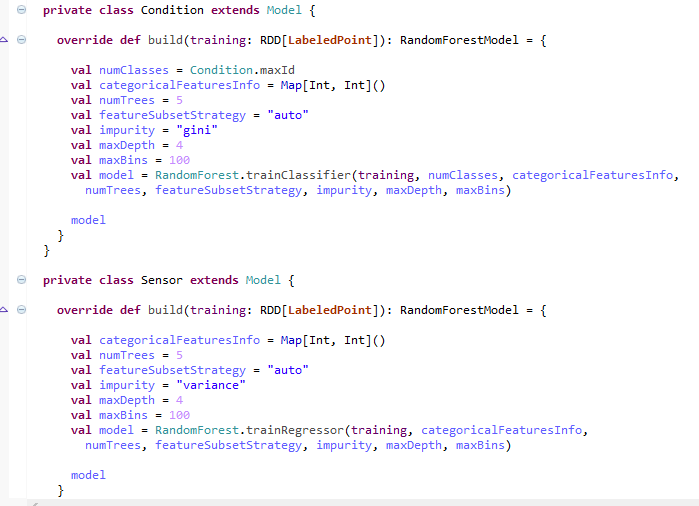 private class Condition extends Model {
override def build(training: RDD[LabeledPoint]): RandomForestModel = {
val numClasses = Condition.maxId
val categoricalFeaturesInfo = Map[Int, Int]()
val numTrees = 5
val featureSubsetStrategy = "auto"
val impurity = "gini"
val maxDepth = 4
val maxBins = 100
val model = RandomForest.trainClassifier(training, numClasses, categoricalFeaturesInfo,
numTrees, featureSubsetStrategy, impurity, maxDepth, maxBins)
model
}
}
private class Sensor extends Model {
override def build(training: RDD[LabeledPoint]): RandomForestModel = {
val categoricalFeaturesInfo = Map[Int, Int]()
val numTrees = 5
val featureSubsetStrategy = "auto"
val impurity = "variance"
val maxDepth = 4
val maxBins = 100
val model = RandomForest.trainRegressor(training, categoricalFeaturesInfo,
numTrees, featureSubsetStrategy, impurity, maxDepth, maxBins)
model
}